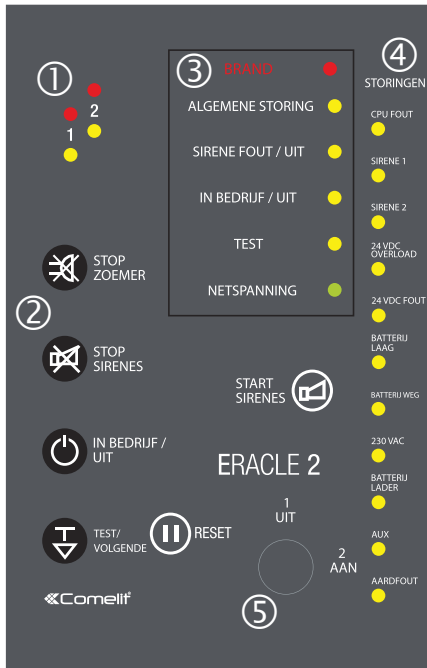 ①
2
1
②
STOP
ZOEMER
STOP
SIRENES
IN BEDRIJF /
UIT
TEST/
VOLGENDE
RESET
Comelit
③
BRAND
ALGEMENE STORING
SIRENE FOUT / UIT
IN BEDRIJF / UIT
TEST
NETSPANNING
START
SIRENES
ERACLE 2
1
UIT
2
AAN
⑤
④
STORINGEN
CPU FOUT
SIRENE 1
SIRENE 2
24 VDC
OVERLOAD
24 VDC FOUT
BATTERIJ
LAAG
BATTERIJ WEG
230 VAC
BATTERIJ
LADER
AUX
AARDFOUT